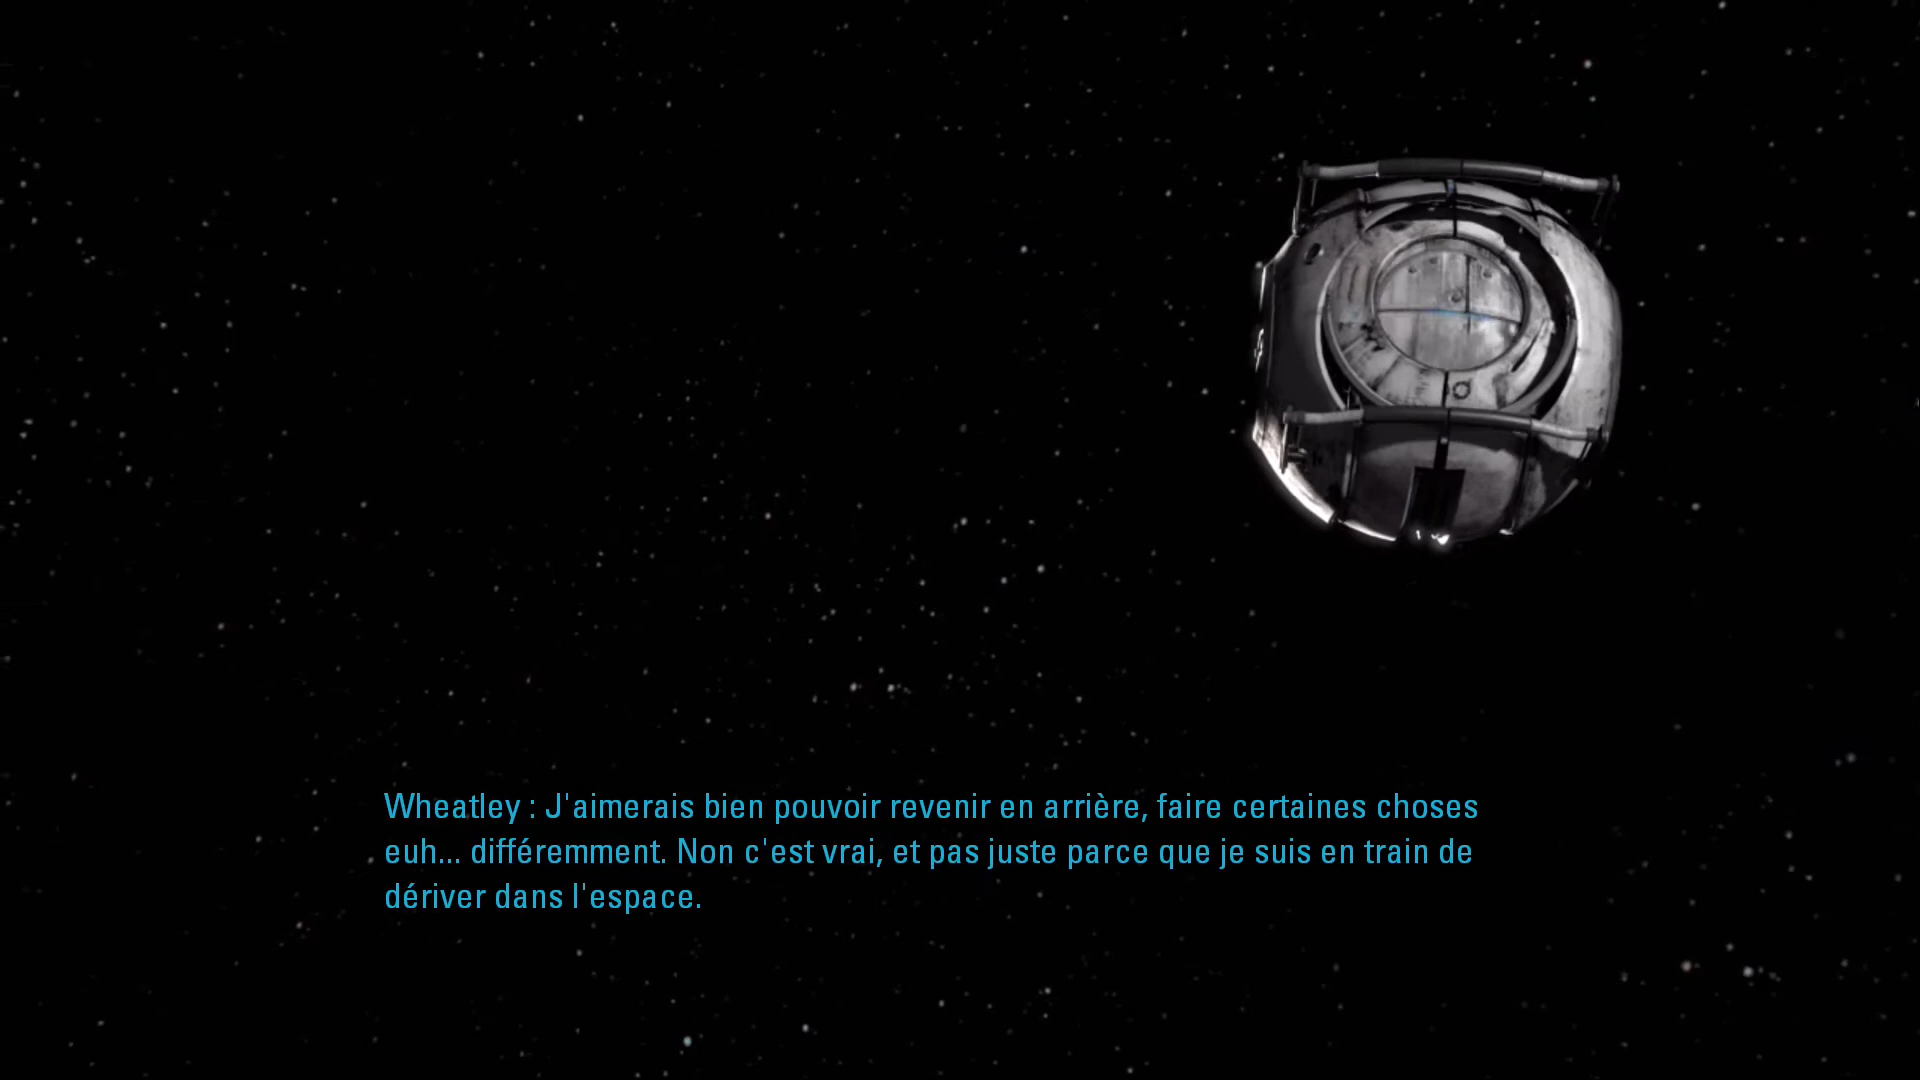 Wheatley : J'aimerais bien pouvoir revenir en arrière, faire certaines choses
euh... différemment. Non c'est vrai, et pas juste parce que je suis en train de
dériver dans l'espace.